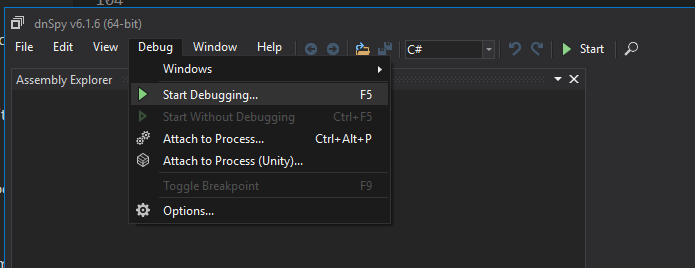 104
dnSpy v6.1.6 (64-bit)
File Edit View Debug Window Help C# Start
Windows
Assembly Explorer
Start Debugging... F5
Start Without Debugging Ctrl+F5
Attach to Process... Ctrl+Alt+P
Attach to Process (Unity)...
Toggle Breakpoint F9
Options...